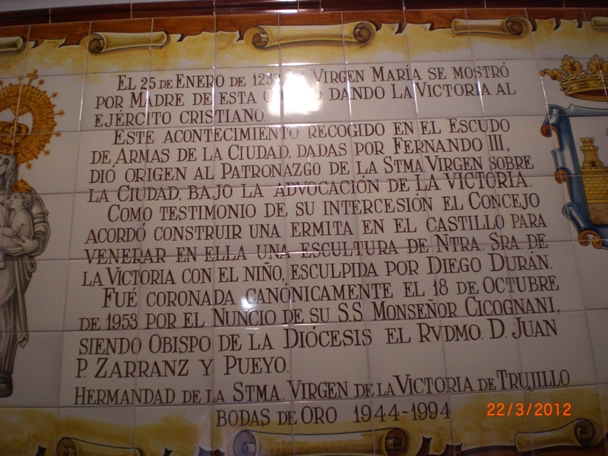 EL 25 DE ENERO DE VIRGEN MARÍA SE MOSTRÓ
POR MADRE DE ESTA DANDO LA VICTORIA AL
EJÉRCITO CRISTIANO
ESTE ACONTECIMIENTO RECOGIDO EN EL ESCUDO
DE ARMAS DE LA CIUDAD, DADAS POR FERNANDO III,
DIÓ ORIGEN AL PATRONAZGO DE LA STMA VIRGEN SOBRE
LA CIUDAD, BAJO LA ADVOCACIÓN DE LA VICTORIA.
COMO TESTIMONIO DE SU INTERCESIÓN EL CONCEJO
ACORDÓ CONSTRUIR UNA ERMITA EN EL CASTILLO PARA
VENERAR EN ELLA UNA ESCULTURA DE NTRA SRA DE
LA VICTORIA CON EL NIÑO, ESCULPIDA POR DIEGO DURÁN.
FUÉ CORONADA CANÓNICAMENTE EL 18 DE OCTUBRE
DE 1953 POR EL NUNCIO DE SU S.S. MONSEÑOR CICOGNANI,
SIENDO OBISPO DE LA DIÓCESIS EL RVDMO. D. JUAN
P. ZARRANZ Y PUEYO.
HERMANDAD DE LA STMA. VIRGEN DE LA VICTORIA DE TRUJILLO
BODAS DE ORO 1944-1994
22/3/2012